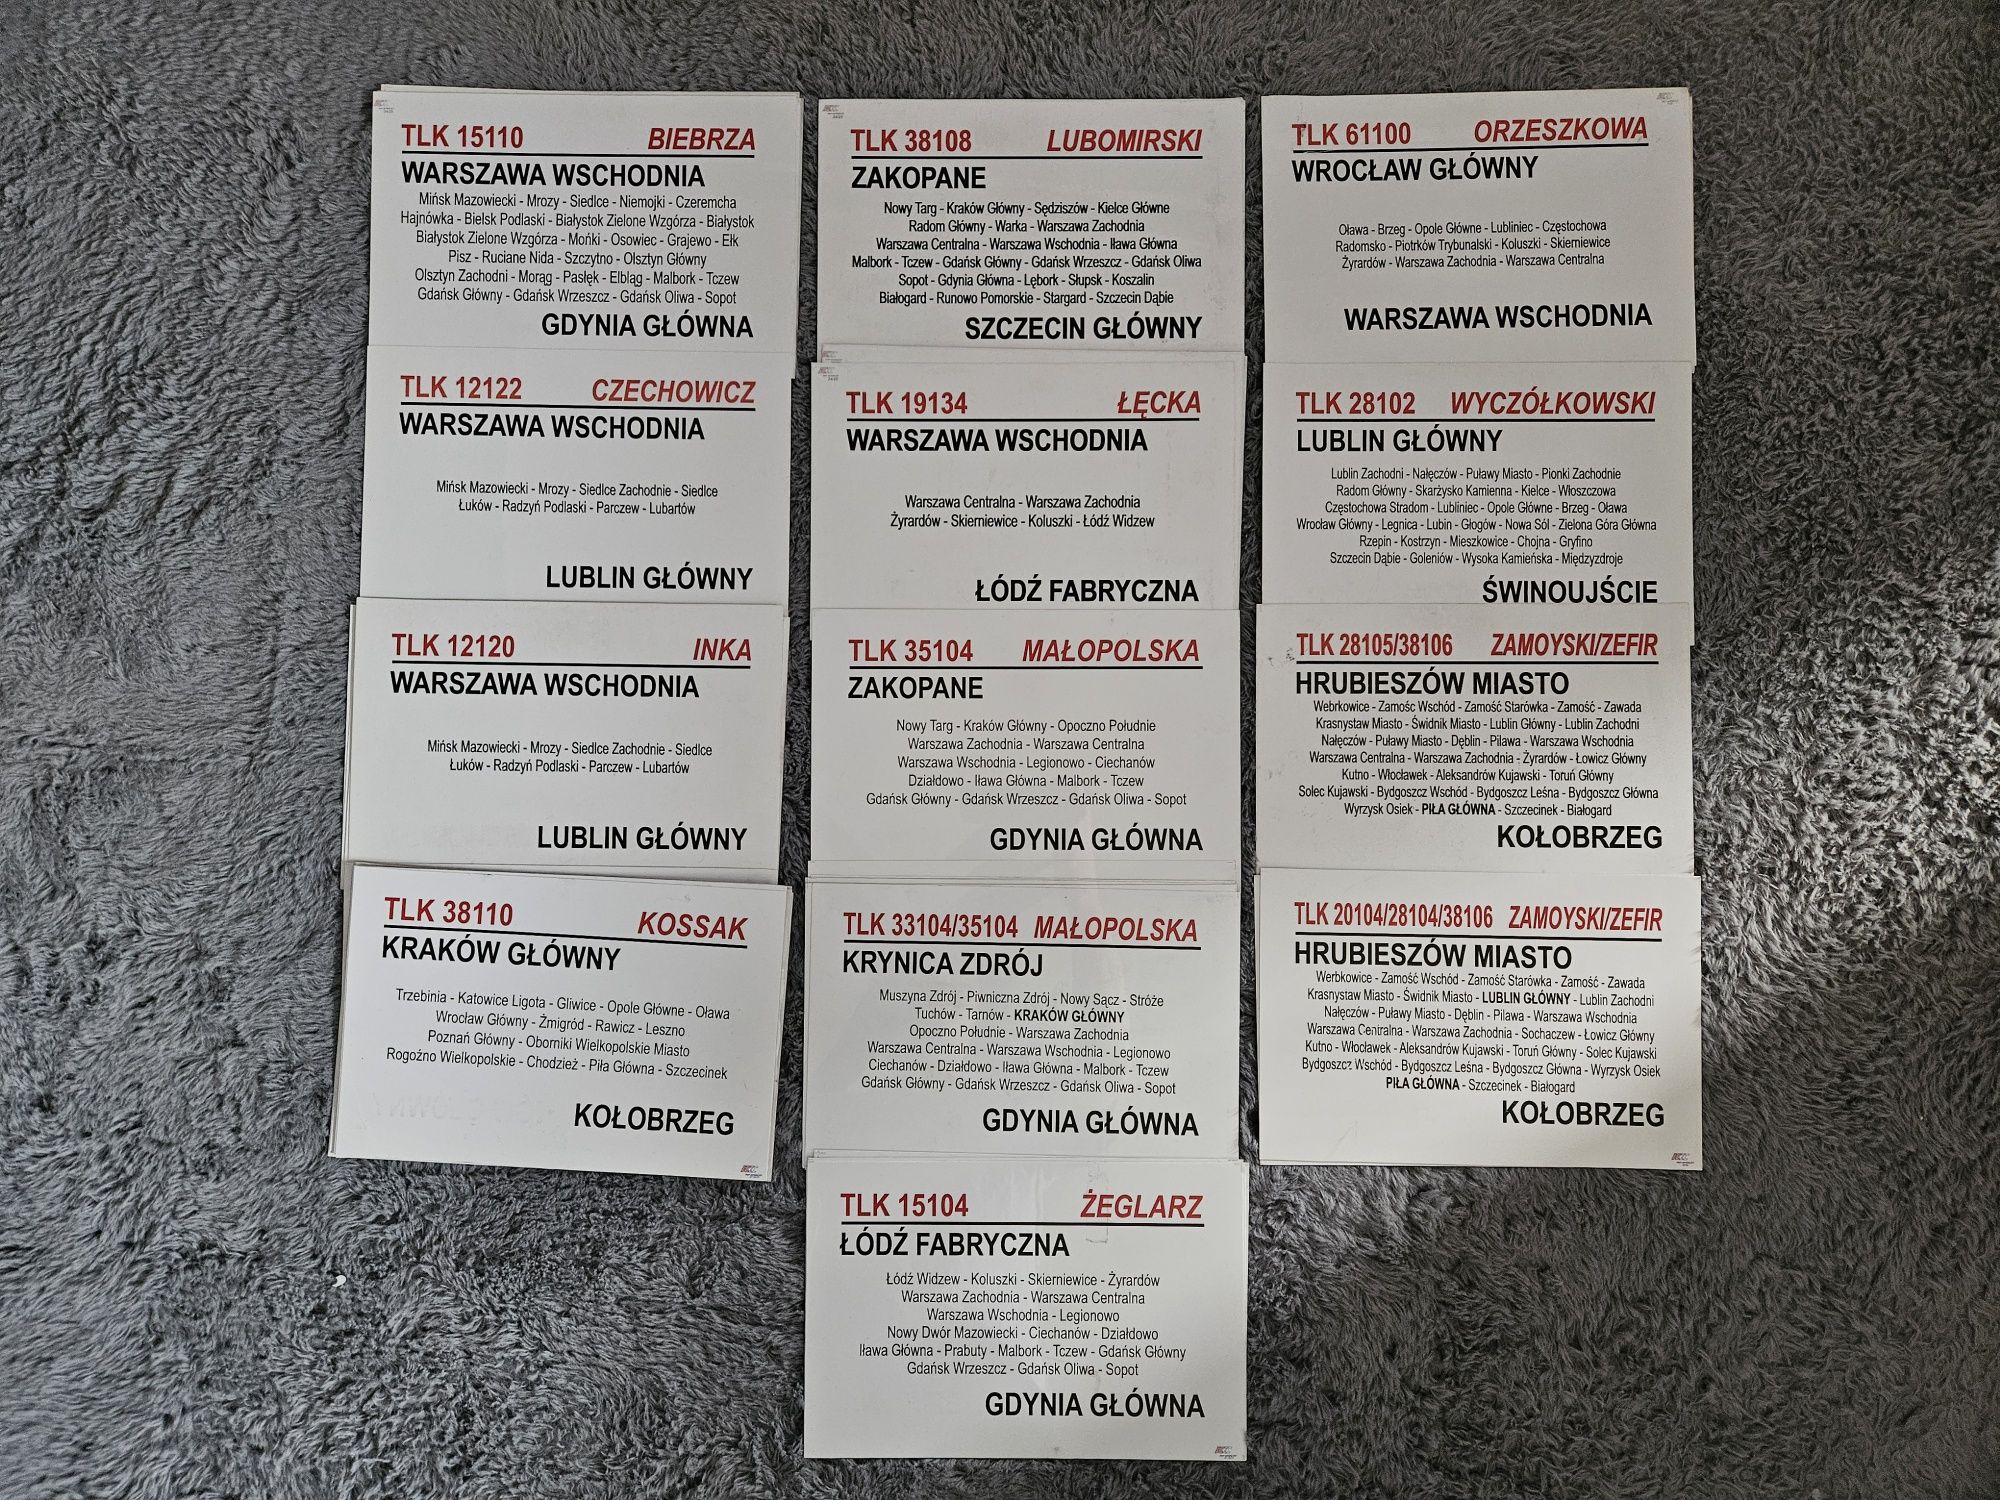 TLK 15110 BIEBRZA
WARSZAWA WSCHODNIA
Mińsk Mazowiecki - Mrozy - Siedlce - Niemojki - Czeremcha
Hajnówka - Bielsk Podlaski - Białystok Zielone Wzgórza - Białystok
Białystok Zielone Wzgórza - Mońki - Osowiec - Grajewo - Ełk
Pisz - Ruciane Nida - Szczytno - Olsztyn Główny
Olsztyn Zachodni - Morąg - Pasłęk - Elbląg - Malbork - Tczew
Gdańsk Główny - Gdańsk Wrzeszcz - Gdańsk Oliwa - Sopot
GDYNIA GŁÓWNA
TLK 12122 CZECHOWICZ
WARSZAWA WSCHODNIA
Mińsk Mazowiecki - Mrozy - Siedlce Zachodnie - Siedlce
Łuków - Radzyń Podlaski - Parczew - Lubartów
LUBLIN GŁÓWNY
TLK 12120 INKA
WARSZAWA WSCHODNIA
Mińsk Mazowiecki - Mrozy - Siedlce Zachodnie - Siedlce
Łuków - Radzyń Podlaski - Parczew - Lubartów
LUBLIN GŁÓWNY
TLK 38110 KOSSAK
KRAKÓW GŁÓWNY
Trzebinia - Katowice Ligota - Gliwice - Opole Główne - Oława
Wrocław Główny - Żmigród - Rawicz - Leszno
Poznań Główny - Oborniki Wielkopolskie Miasto
Rogoźno Wielkopolskie - Chodzież - Piła Główna - Szczecinek
KOŁOBRZEG
TLK 38108 LUBOMIRSKI
ZAKOPANE
Nowy Targ - Kraków Główny - Sędziszów - Kielce Główne
Radom Główny - Warka - Warszawa Zachodnia
Warszawa Centralna - Warszawa Wschodnia - Iława Główna
Malbork - Tczew - Gdańsk Główny - Gdańsk Wrzeszcz - Gdańsk Oliwa
Sopot - Gdynia Główna - Lębork - Słupsk - Koszalin
Białogard - Runowo Pomorskie - Stargard - Szczecin Dąbie
SZCZECIN GŁÓWNY
TLK 19134 ŁĘCKA
WARSZAWA WSCHODNIA
Warszawa Centralna - Warszawa Zachodnia
Żyrardów - Skierniewice - Koluszki - Łódź Widzew
ŁÓDŹ FABRYCZNA
TLK 35104 MAŁOPOLSKA
ZAKOPANE
Nowy Targ - Kraków Główny - Opoczno Południe
Warszawa Zachodnia - Warszawa Centralna
Warszawa Wschodnia - Legionowo - Ciechanów
Działdowo - Iława Główna - Malbork - Tczew
Gdańsk Główny - Gdańsk Wrzeszcz - Gdańsk Oliwa - Sopot
GDYNIA GŁÓWNA
TLK 33104/35104 MAŁOPOLSKA
KRYNICA ZDRÓJ
Muszyna Zdrój - Piwniczna Zdrój - Nowy Sącz - Stróże
Tuchów - Tarnów - KRAKÓW GŁÓWNY
Opoczno Południe - Warszawa Zachodnia
Warszawa Centralna - Warszawa Wschodnia - Legionowo
Ciechanów - Działdowo - Iława Główna - Malbork - Tczew
Gdańsk Główny - Gdańsk Wrzeszcz - Gdańsk Oliwa - Sopot
GDYNIA GŁÓWNA
TLK 15104 ŻEGLARZ
ŁÓDŹ FABRYCZNA
Łódź Widzew - Koluszki - Skierniewice - Żyrardów
Warszawa Zachodnia - Warszawa Centralna
Warszawa Wschodnia - Legionowo
Nowy Dwór Mazowiecki - Ciechanów - Działdowo
Iława Główna - Prabuty - Malbork - Tczew - Gdańsk Główny
Gdańsk Wrzeszcz - Gdańsk Oliwa - Sopot
GDYNIA GŁÓWNA
TLK 61100 ORZESZKOWA
WROCŁAW GŁÓWNY
Oława - Brzeg - Opole Główne - Lubliniec - Częstochowa
Radomsko - Piotrków Trybunalski - Koluszki - Skierniewice
Żyrardów - Warszawa Zachodnia - Warszawa Centralna
WARSZAWA WSCHODNIA
TLK 28102 WYCZÓŁKOWSKI
LUBLIN GŁÓWNY
Lublin Zachodni - Nałęczów - Puławy Miasto - Pionki Zachodnie
Radom Główny - Skarżysko Kamienna - Kielce - Włoszczowa
Częstochowa Stradom - Lubliniec - Opole Główne - Brzeg - Oława
Wrocław Główny - Legnica - Lubin - Głogów - Nowa Sól - Zielona Góra Główna
Rzepin - Kostrzyn - Mieszkowice - Chojna - Gryfino
Szczecin Dąbie - Goleniów - Wysoka Kamieńska - Międzyzdroje
ŚWINOUJŚCIE
TLK 28105/38106 ZAMOYSKI/ZEFIR
HRUBIESZÓW MIASTO
Webrkowice - Zamośc Wschód - Zamość Starówka - Zamość - Zawada
Krasnystaw Miasto - Świdnik Miasto - Lublin Główny - Lublin Zachodni
Nałęczów - Puławy Miasto - Dęblin - Pilawa - Warszawa Wschodnia
Warszawa Centralna - Warszawa Zachodnia - Żyrardów - Łowicz Główny
Kutno - Włocławek - Aleksandrów Kujawski - Toruń Główny
Solec Kujawski - Bydgoszcz Wschód - Bydgoszcz Leśna - Bydgoszcz Główna
Wyrzysk Osiek - PIŁA GŁÓWNA - Szczecinek - Białogard
KOŁOBRZEG
TLK 20104/28104/38106 ZAMOYSKI/ZEFIR
HRUBIESZÓW MIASTO
Werbkowice - Zamość Wschód - Zamość Starówka - Zamość - Zawada
Krasnystaw Miasto - Świdnik Miasto - LUBLIN GŁÓWNY - Lublin Zachodni
Nałęczów - Puławy Miasto - Dęblin - Pilawa - Warszawa Wschodnia
Warszawa Centralna - Warszawa Zachodnia - Sochaczew - Łowicz Główny
Kutno - Włocławek - Aleksandrów Kujawski - Toruń Główny - Solec Kujawski
Bydgoszcz Wschód - Bydgoszcz Leśna - Bydgoszcz Główna - Wyrzysk Osiek
PIŁA GŁÓWNA - Szczecinek - Białogard
KOŁOBRZEG